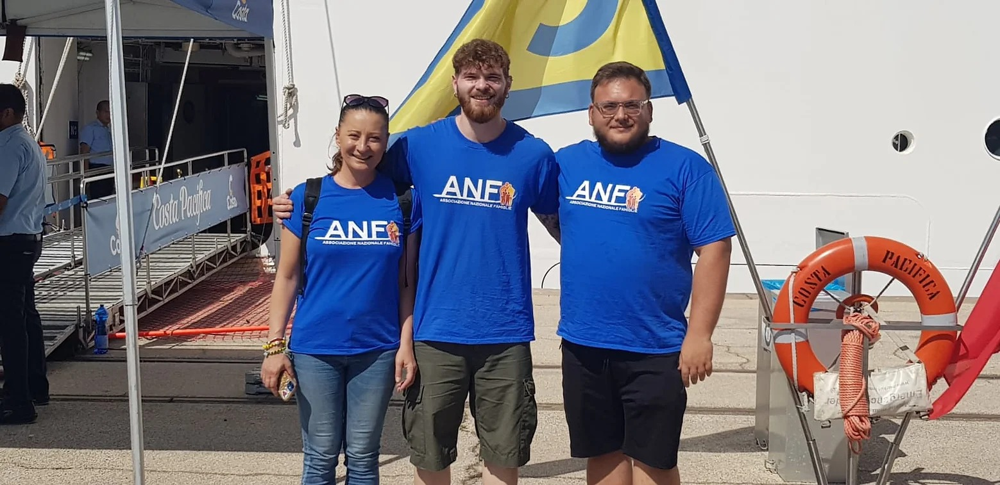 Costa
Costa Pacifica
Costa
ANF
ASSOCIAZIONE NAZIONALE FAMIGLIE
ANF
ASSOCIAZIONE NAZIONALE FAMIGLIE
ANF
ASSOCIAZIONE NAZIONALE FAMIGLIE
COSTA PACIFICA